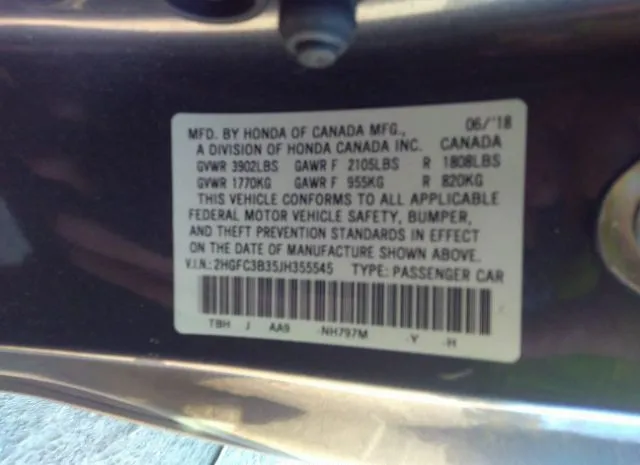 MFD. BY HONDA OF CANADA MFG., 06/'18
A DIVISION OF HONDA CANADA INC. CANADA
GVWR 3902LBS GAWR F 2105LBS R 1808LBS
GVWR 1770KG GAWR F 955KG R 820KG
THIS VEHICLE CONFORMS TO ALL APPLICABLE
FEDERAL MOTOR VEHICLE SAFETY, BUMPER,
AND THEFT PREVENTION STANDARDS IN EFFECT
ON THE DATE OF MANUFACTURE SHOWN ABOVE.
V.I.N.: 2HGFC3B35JH355545 TYPE: PASSENGER CAR
TBH J AA9 -NH797M -Y -H